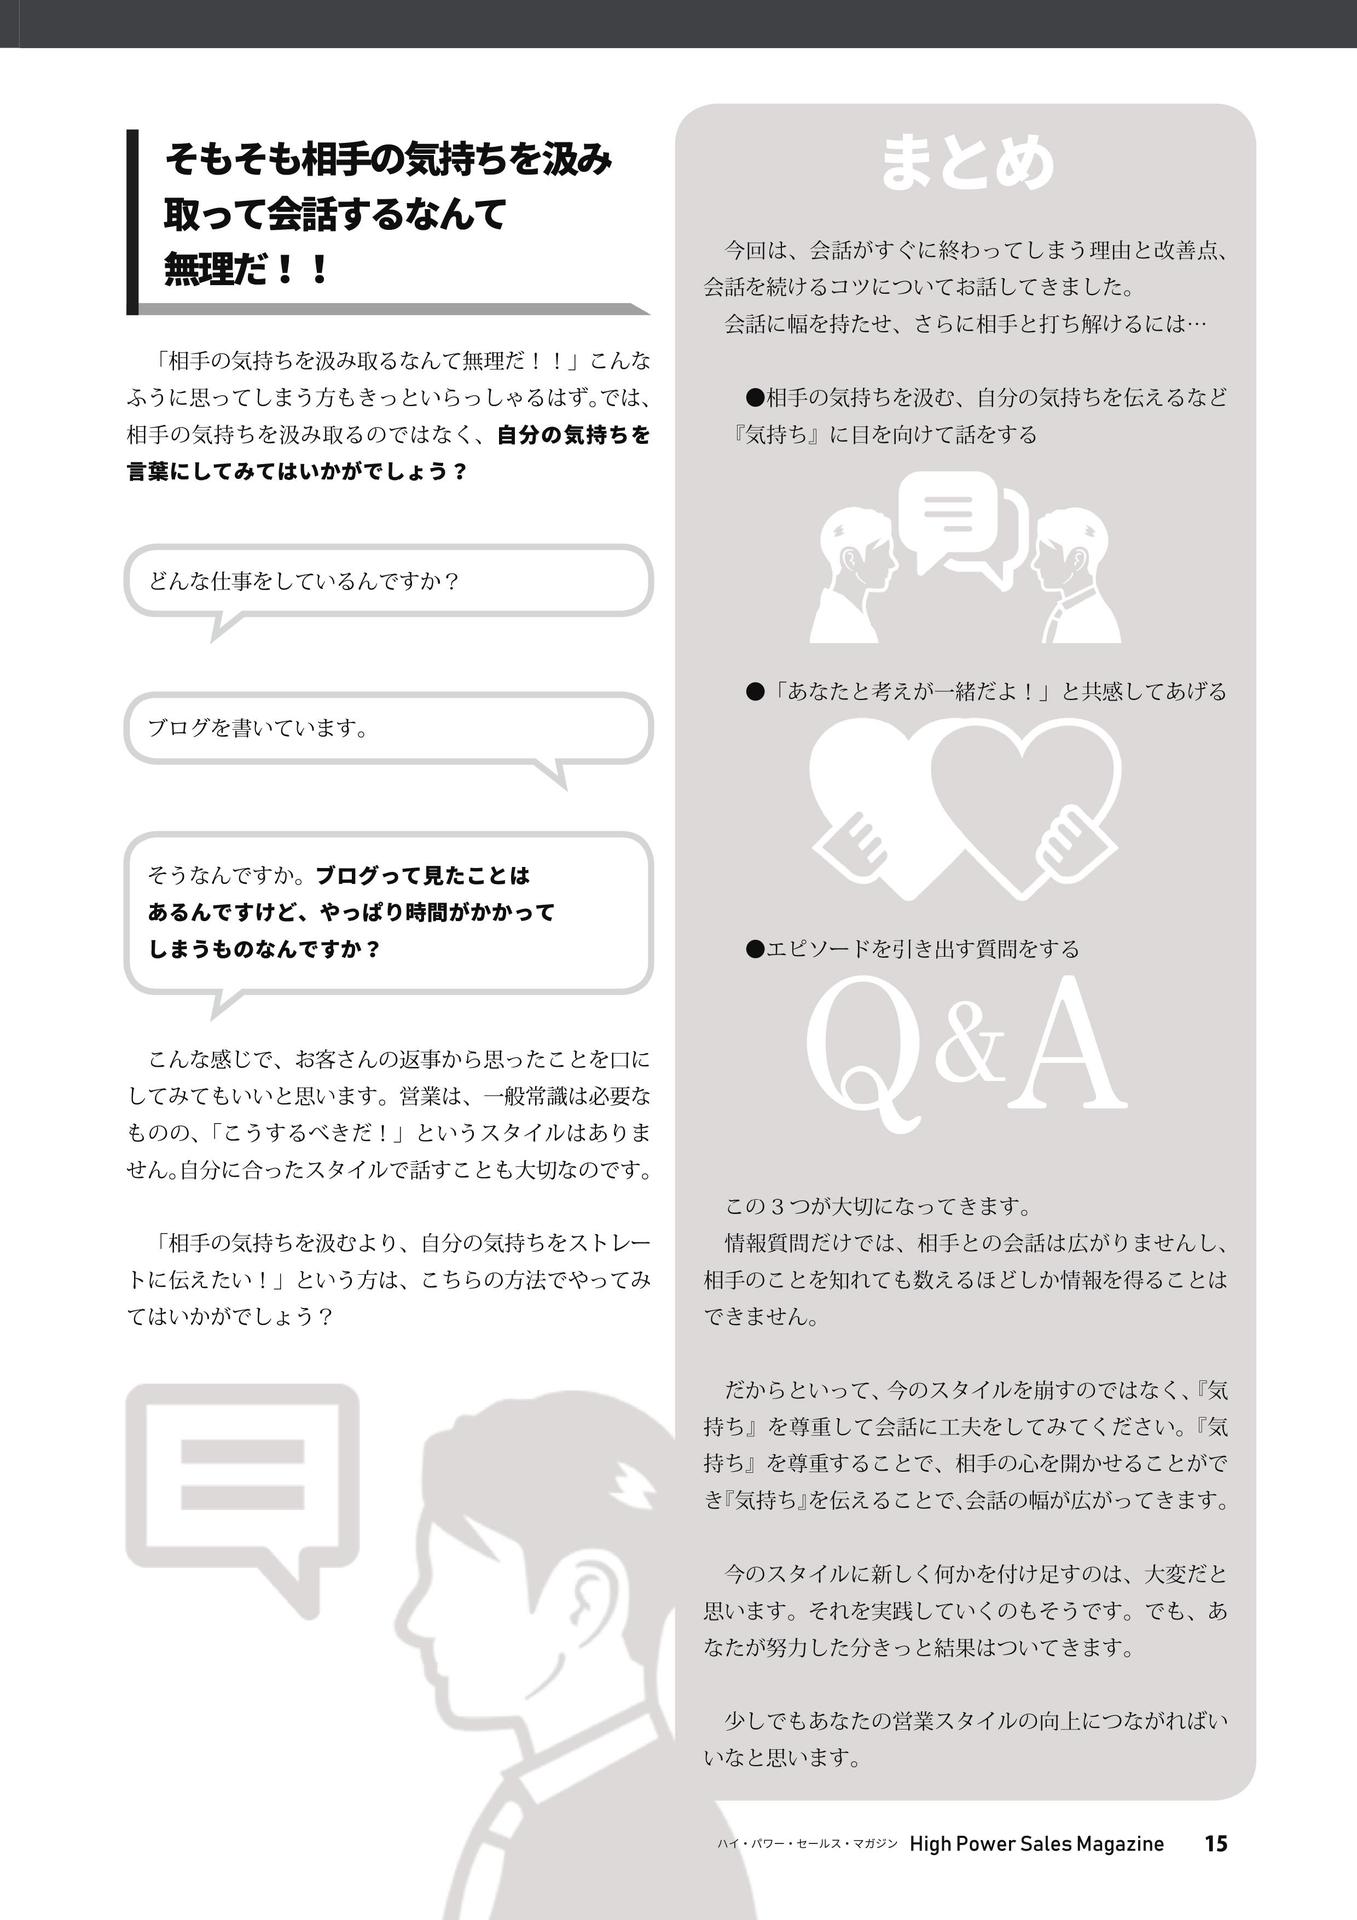 そもそも相手の気持ちを汲み
取って会話するなんて
無理だ！！
「相手の気持ちを汲み取るなんて無理だ！！」こんな
ふうに思ってしまう方もきっといらっしゃるはず。では、
相手の気持ちを汲み取るのではなく、自分の気持ちを
言葉にしてみてはいかがでしょう？
どんな仕事をしているんですか？
ブログを書いています。
そうなんですか。ブログって見たことは
あるんですけど、やっぱり時間がかかって
しまうものなんですか？
こんな感じで、お客さんの返事から思ったことを口に
してみてもいいと思います。営業は、一般常識は必要な
ものの、「こうするべきだ！」というスタイルはありま
せん。自分に合ったスタイルで話すことも大切なのです。
「相手の気持ちを汲むより、自分の気持ちをストレー
トに伝えたい！」という方は、こちらの方法でやってみ
てはいかがでしょう？
まとめ
今回は、会話がすぐに終わってしまう理由と改善点、
会話を続けるコツについてお話してきました。
会話に幅を持たせ、さらに相手と打ち解けるには…
●相手の気持ちを汲む、自分の気持ちを伝えるなど
『気持ち』に目を向けて話をする
●「あなたと考えが一緒だよ！」と共感してあげる
●エピソードを引き出す質問をする
Q&A
この３つが大切になってきます。
情報質問だけでは、相手との会話は広がりませんし、
相手のことを知れても数えるほどしか情報を得ることは
できません。
だからといって、今のスタイルを崩すのではなく、『気
持ち』を尊重して会話に工夫をしてみてください。『気
持ち』を尊重することで、相手の心を開かせることがで
き『気持ち』を伝えることで、会話の幅が広がってきます。
今のスタイルに新しく何かを付け足すのは、大変だと
思います。それを実践していくのもそうです。でも、あ
なたが努力した分きっと結果はついてきます。
少しでもあなたの営業スタイルの向上につながればい
いなと思います。
ハイ・パワー・セールス・マガジン High Power Sales Magazine 15